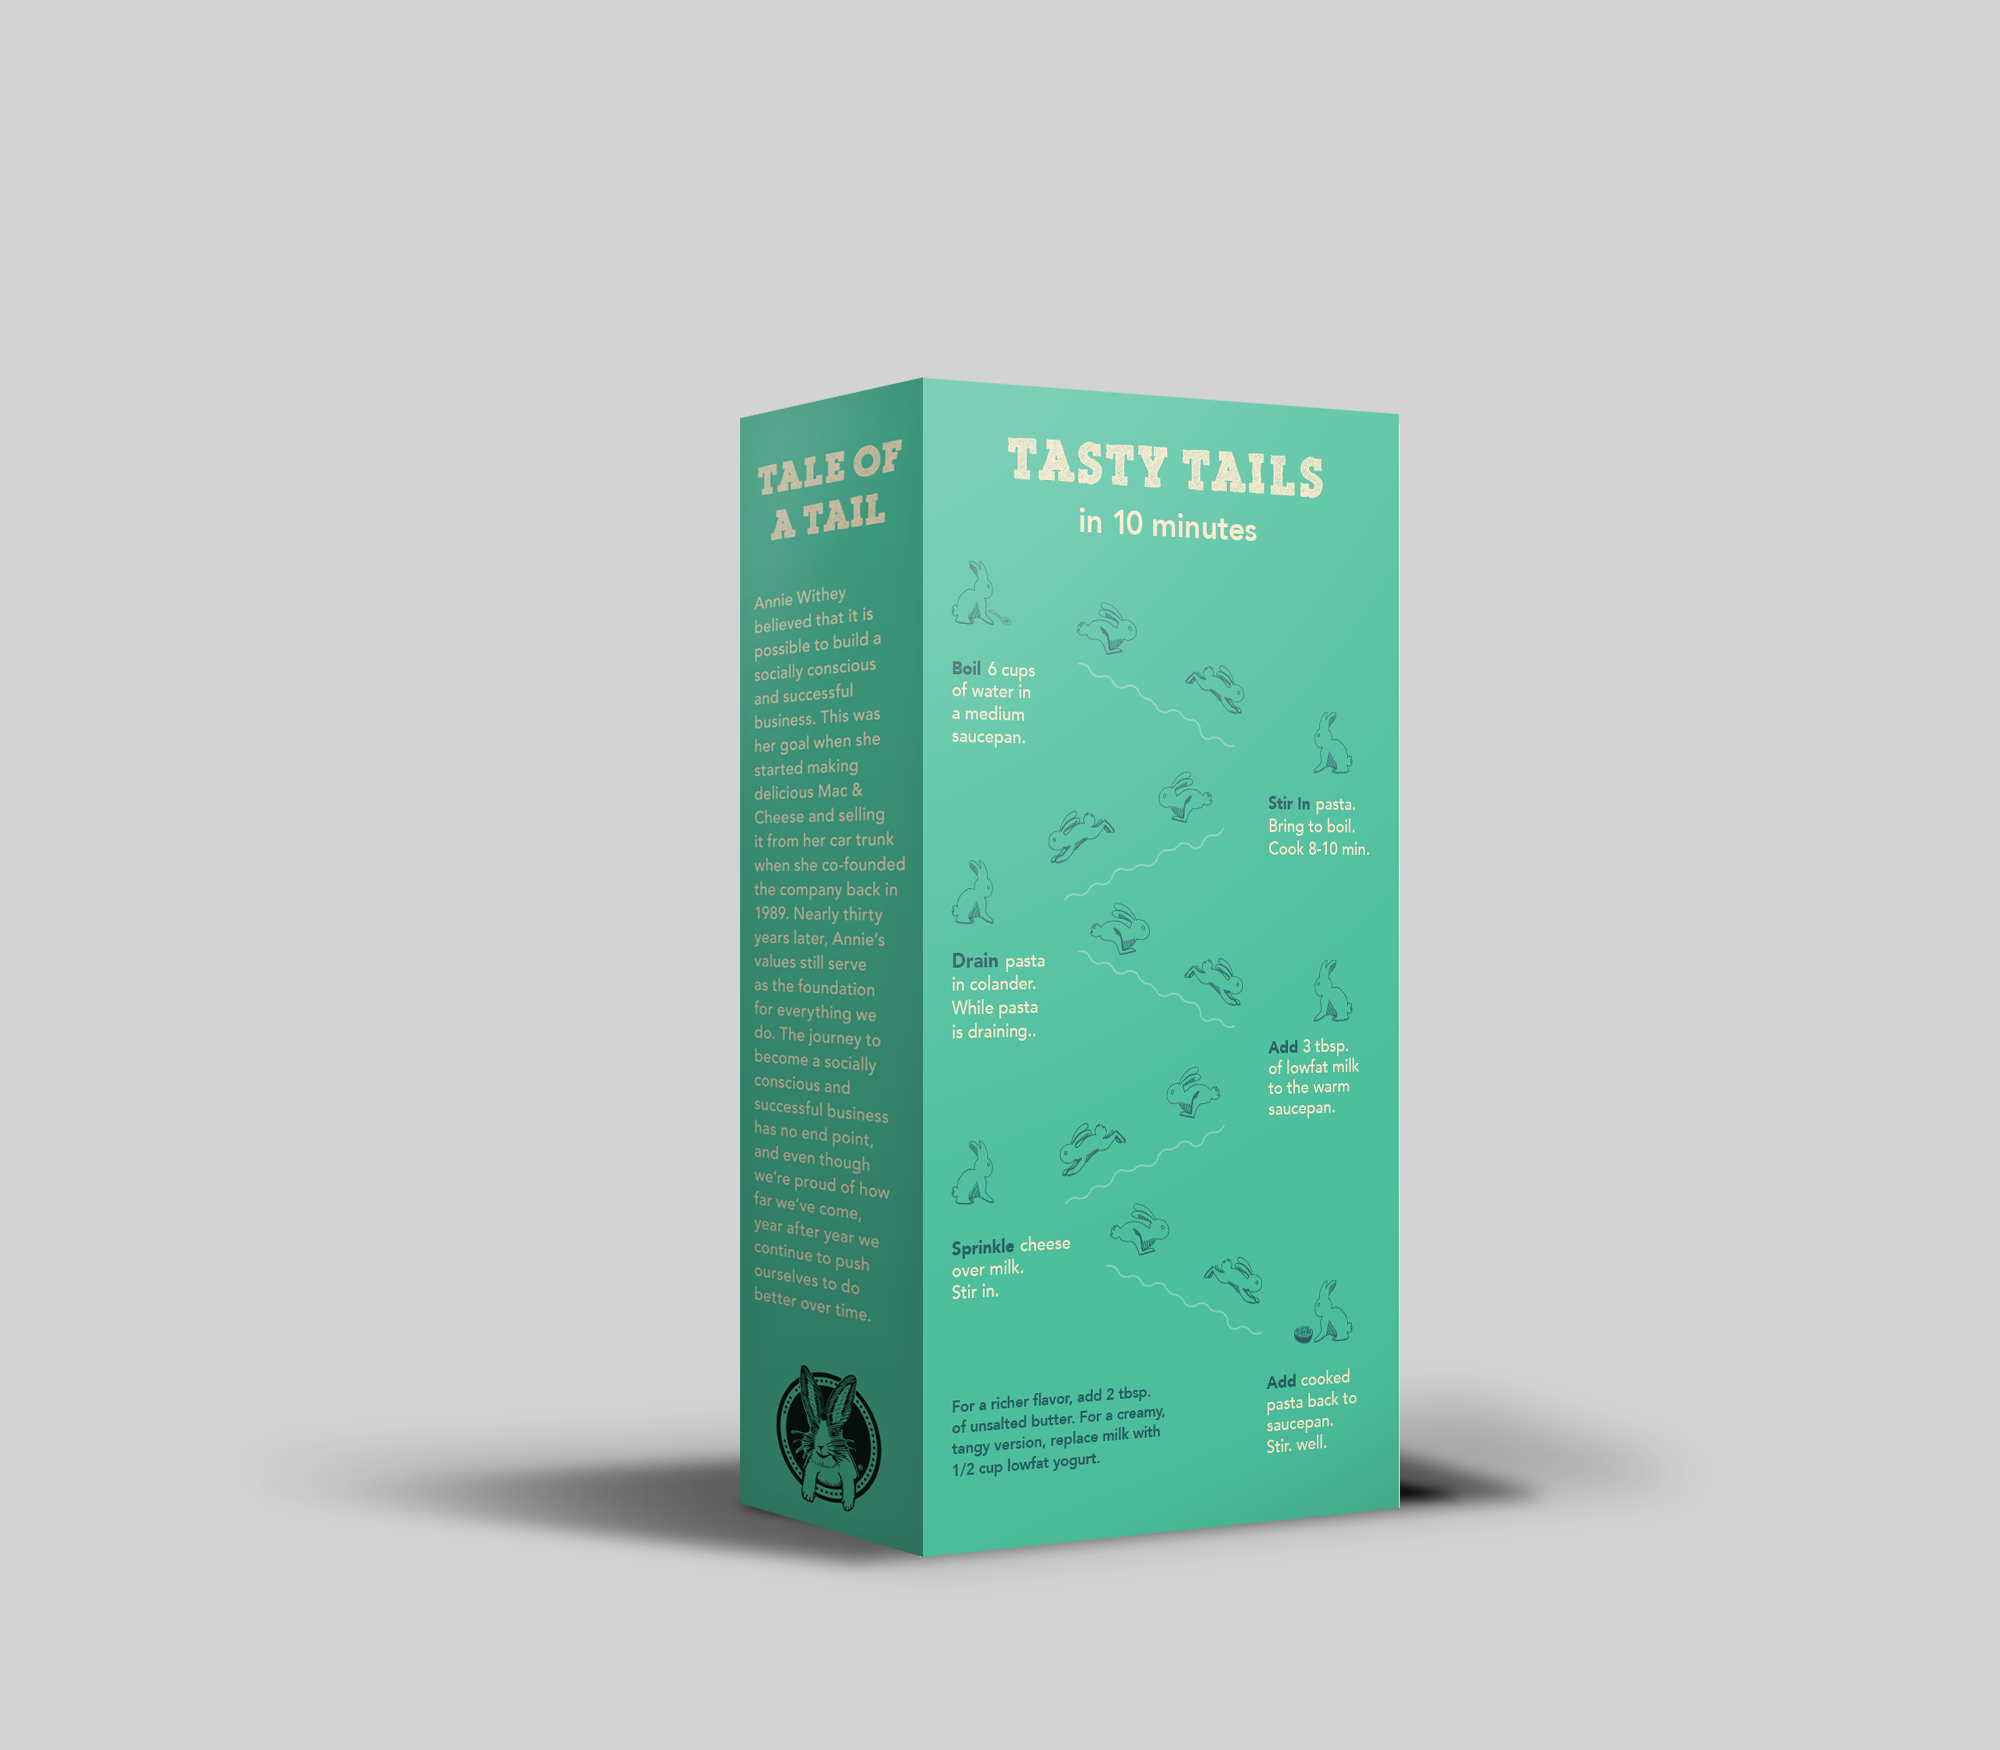 TALE OF
A TAIL
Annie Withey
believed that it is
possible to build a
socially conscious
and successful
business. This was
her goal when she
started making
delicious Mac &
Cheese and selling
it from her car trunk
when she co-founded
the company back in
1989. Nearly thirty
years later, Annie's
values still serve
as the foundation
for everything we
do. The journey to
become a socially
conscious and
successful business
has no end point,
and even though
we're proud of how
far we've come,
year after year we
continue to push
ourselves to do
better over time.
TASTY TAILS
in 10 minutes
Boil 6 cups
of water in
a medium
saucepan.
Stir In pasta.
Bring to boil.
Cook 8-10 min.
Drain pasta
in colander.
While pasta
is draining..
Add 3 tbsp.
of lowfat milk
to the warm
saucepan.
Sprinkle cheese
over milk.
Stir in.
Add cooked
pasta back to
saucepan.
Stir. well.
For a richer flavor, add 2 tbsp.
of unsalted butter. For a creamy,
tangy version, replace milk with
1/2 cup lowfat yogurt.